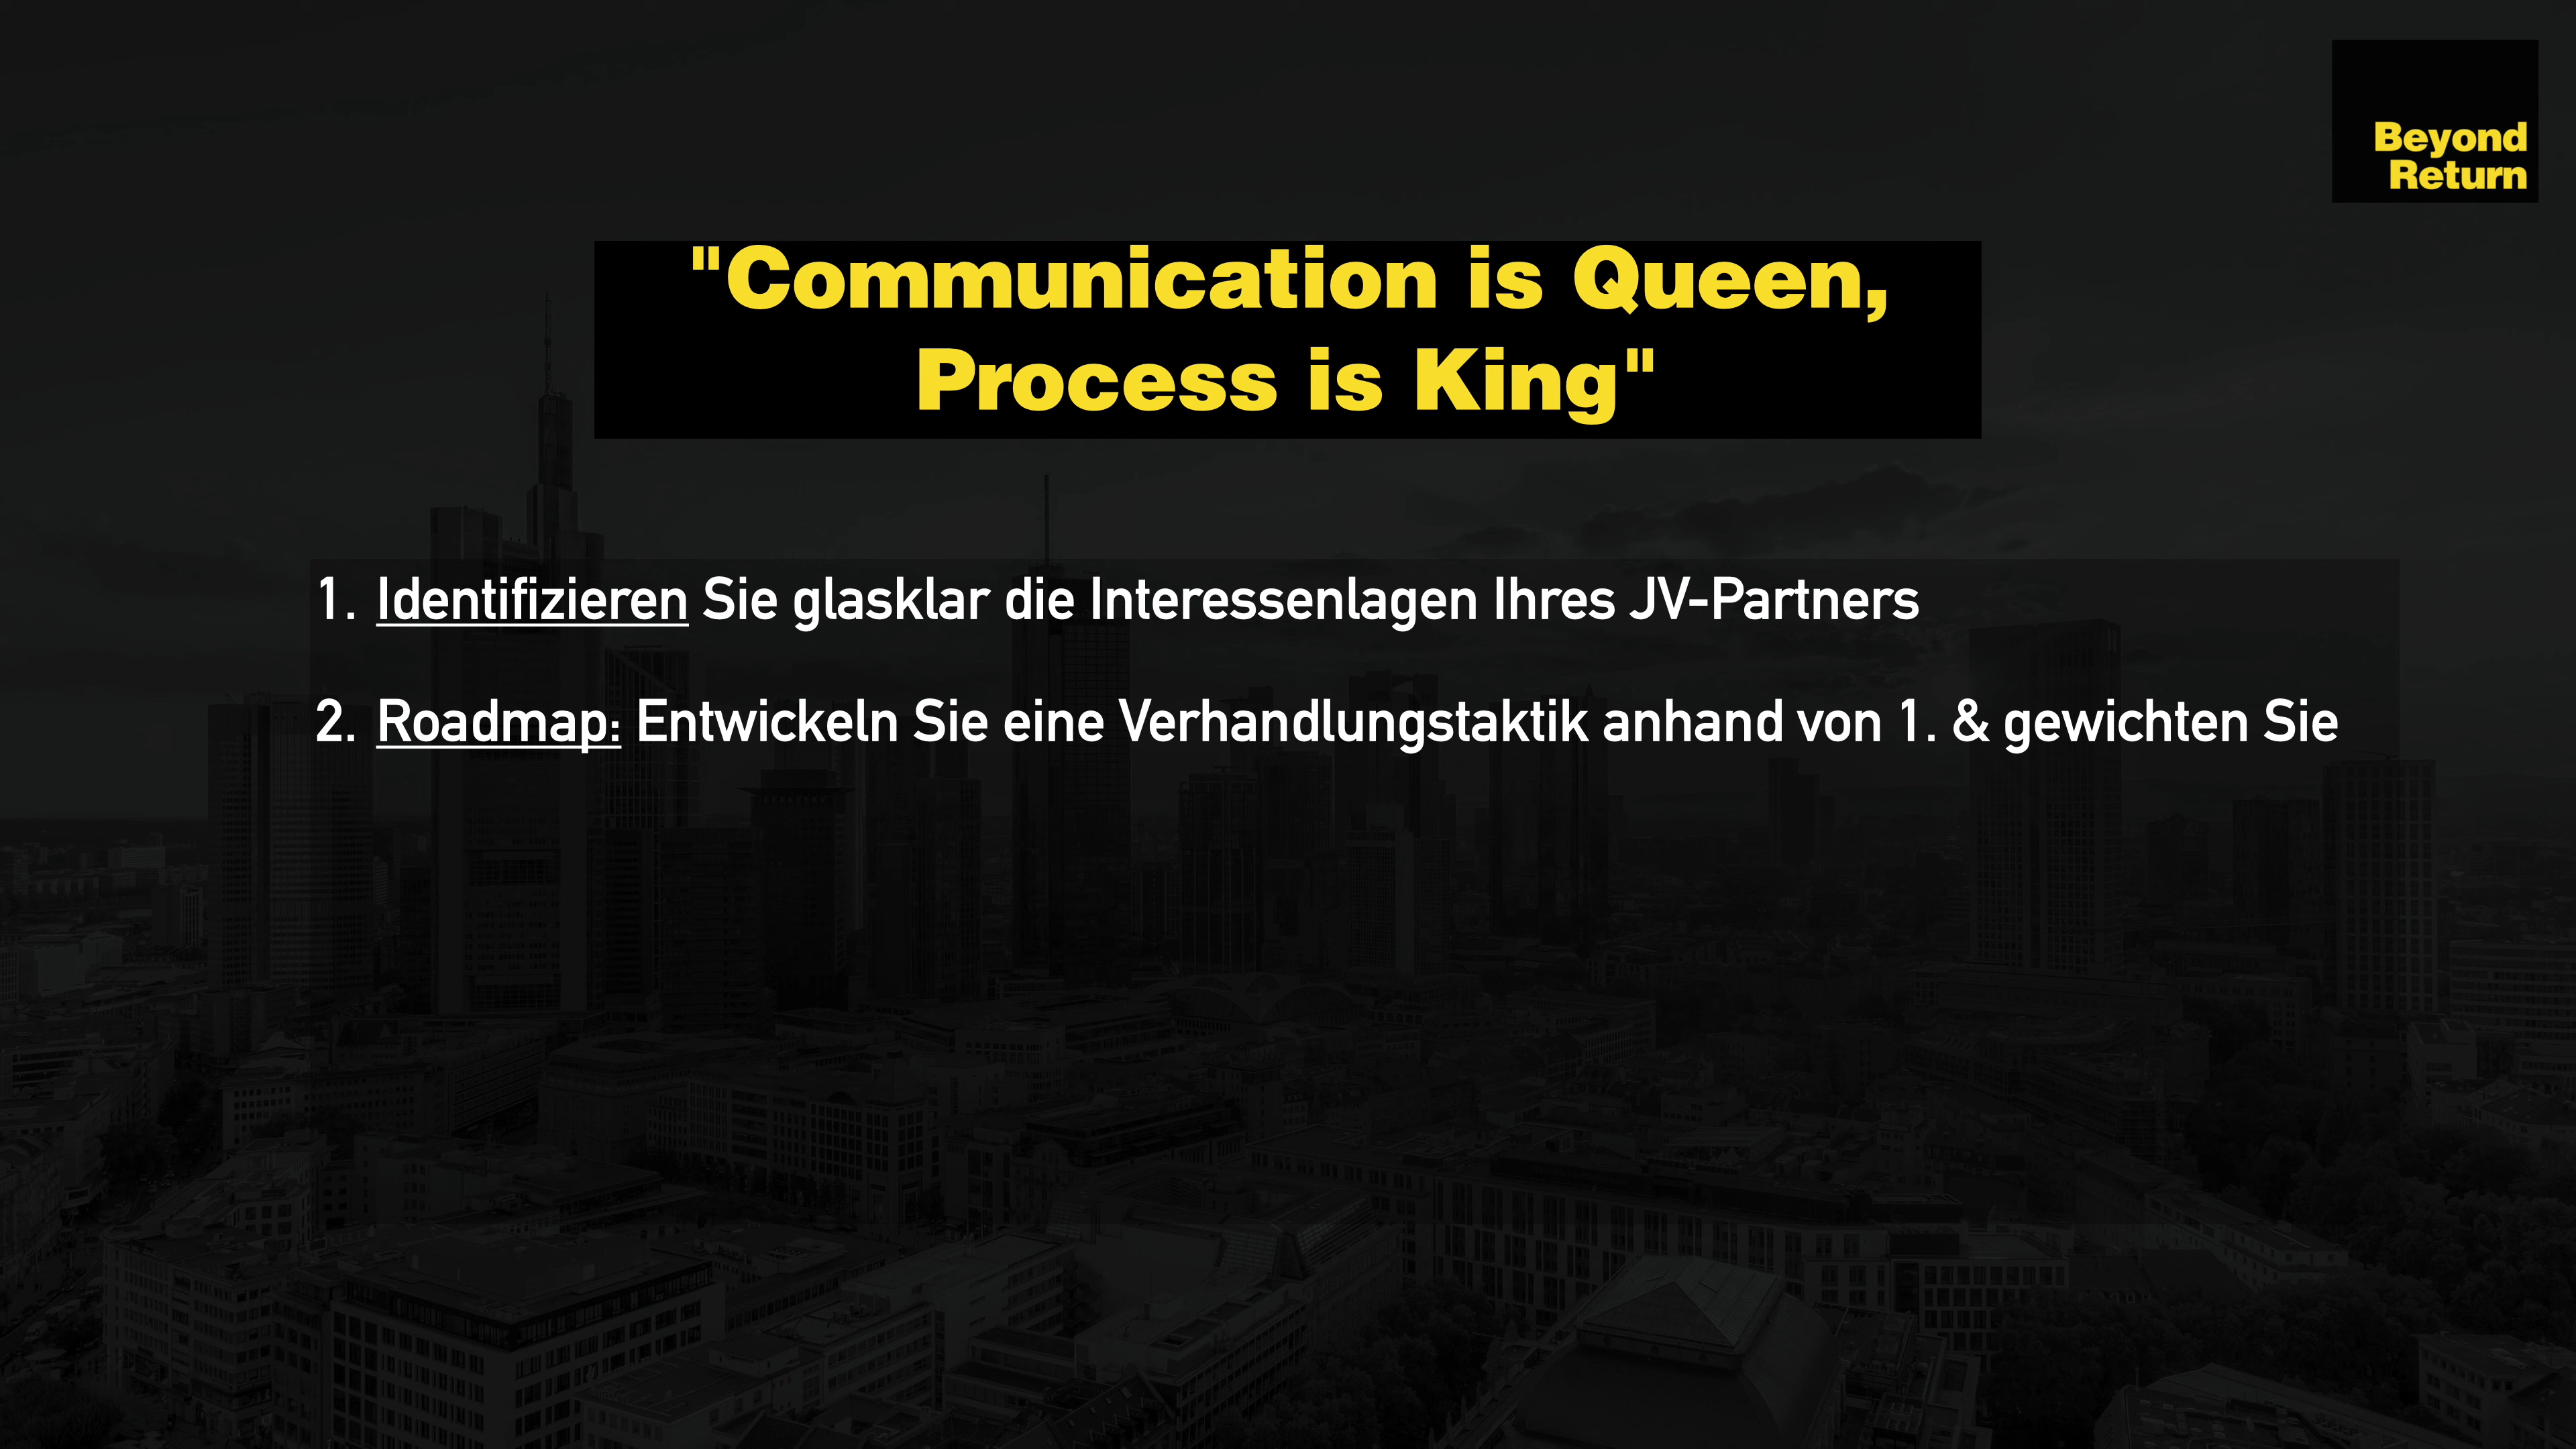 Beyond
Return
"Communication is Queen,
Process is King"
1. Identifizieren Sie glasklar die Interessenlagen Ihres JV-Partners
2. Roadmap: Entwickeln Sie eine Verhandlungstaktik anhand von 1. & gewichten Sie